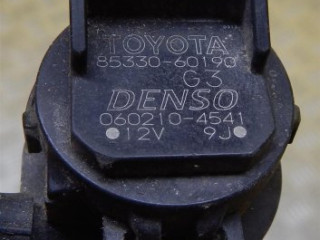 TOYOTA
85330-60190
G3
DENSO
060210-4541
12V 9J